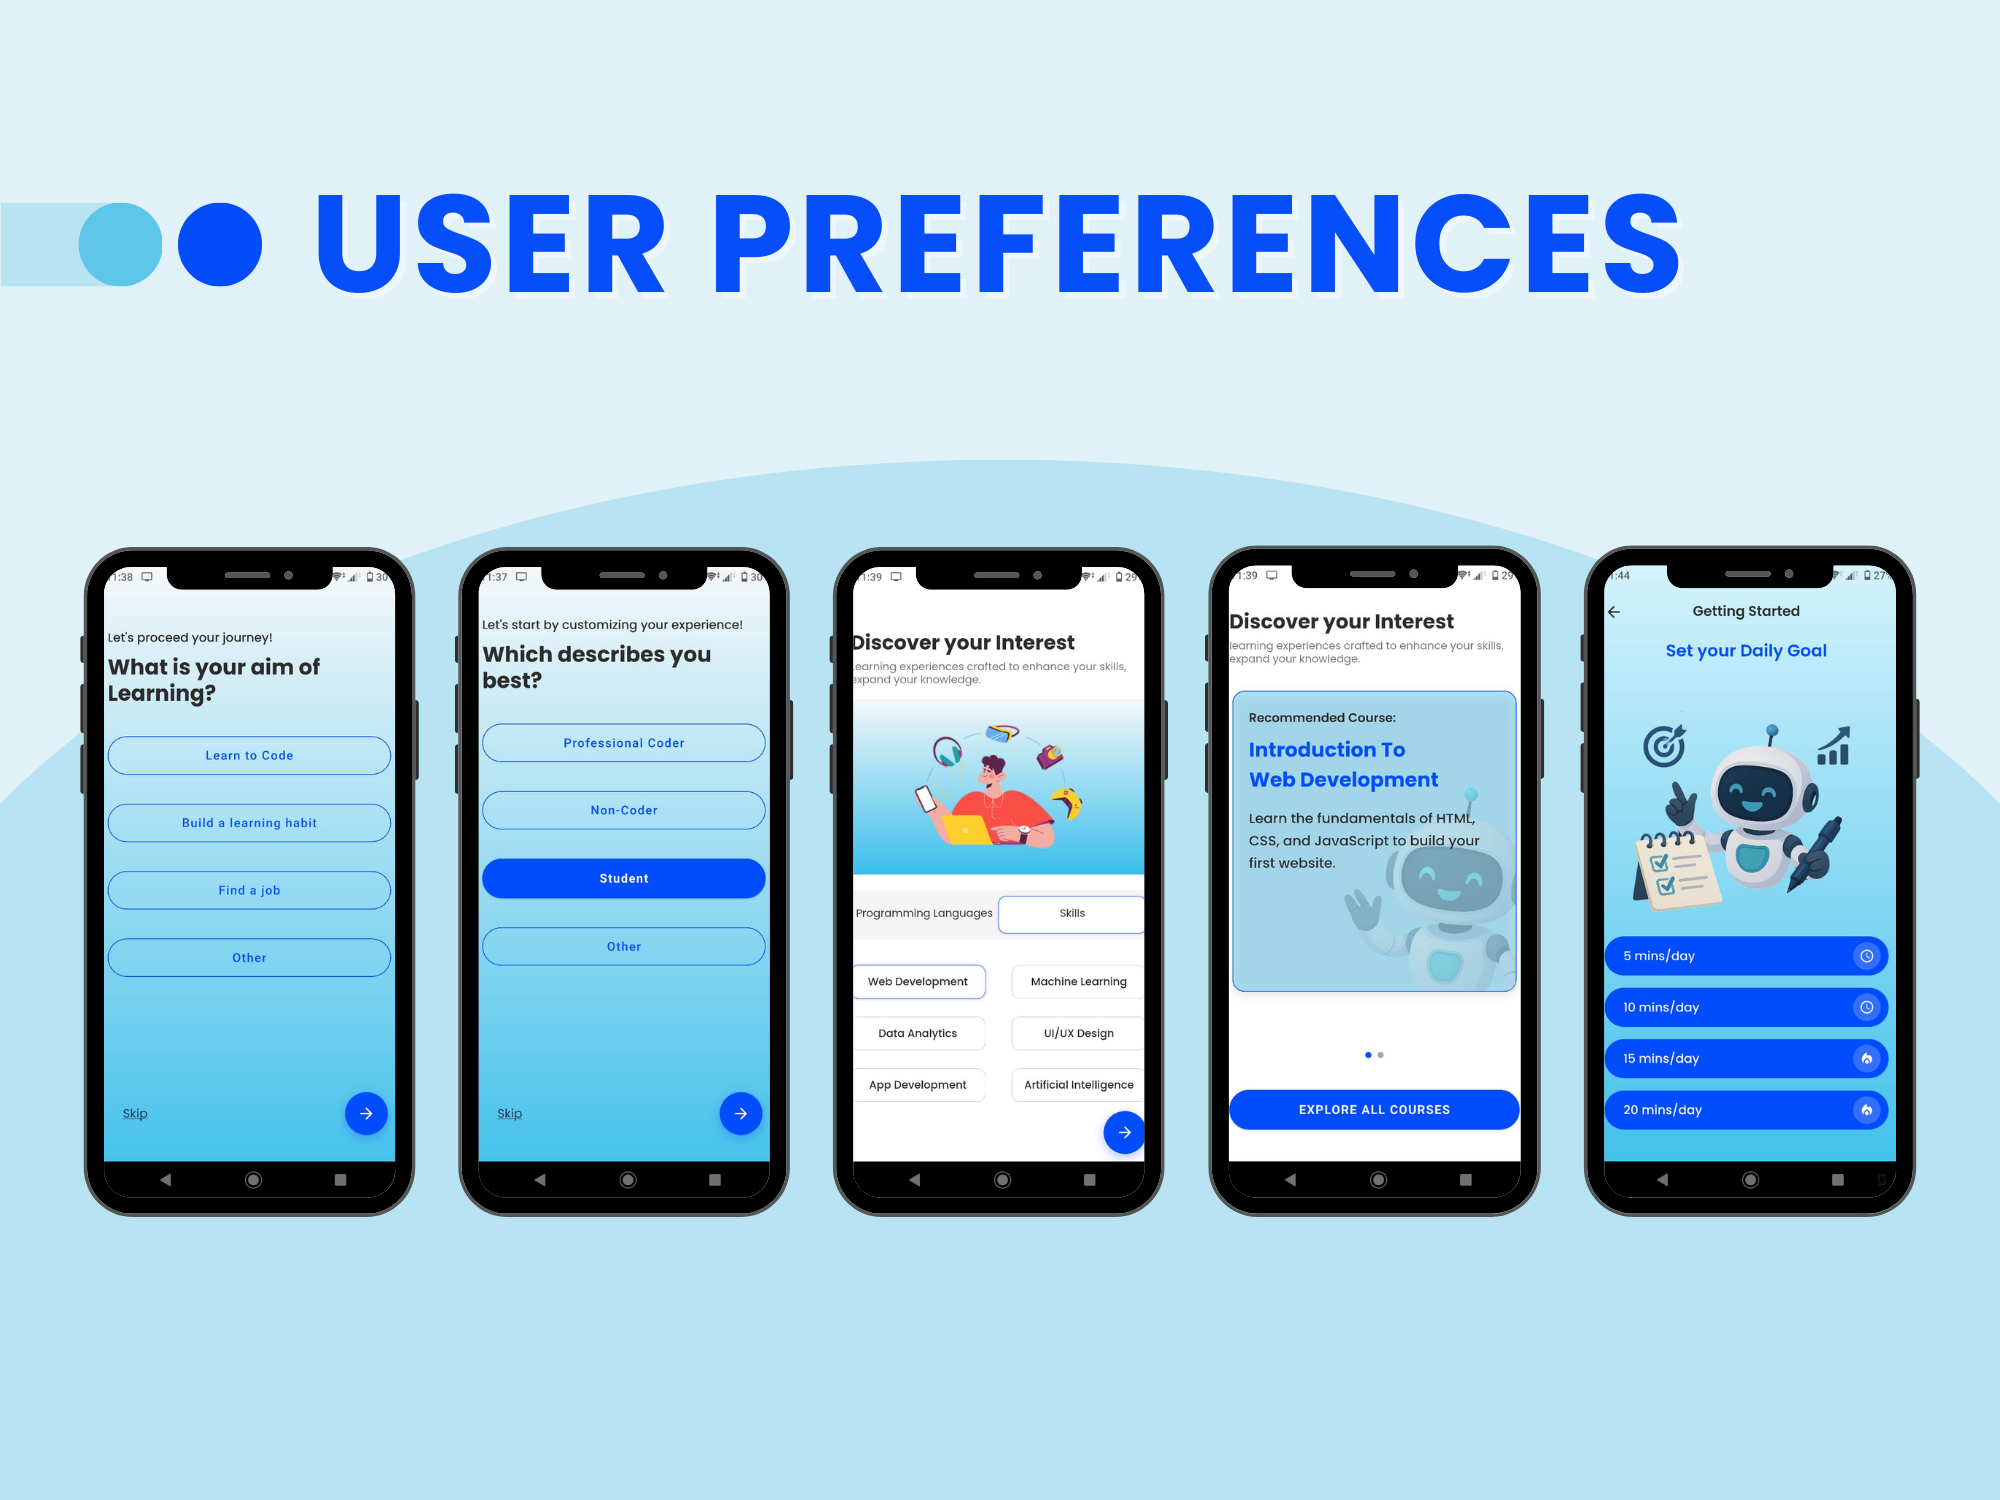 USER PREFERENCES
1:38
30
Let's proceed your journey!
What is your aim of
Learning?
Learn to Code
Build a learning habit
Find a job
Other
Skip
1:37
30
Let's start by customizing your experience!
Which describes you
best?
Professional Coder
Non-Coder
Student
Other
Skip
1:39
29
Discover your Interest
Learning experiences crafted to enhance your skills,
expand your knowledge.
Programming Languages
Skills
Web Development
Machine Learning
Data Analytics
UI/UX Design
App Development
Artificial Intelligence
1:39
29
Discover your Interest
learning experiences crafted to enhance your skills,
expand your knowledge.
Recommended Course:
Introduction To
Web Development
Learn the fundamentals of HTML,
CSS, and JavaScript to build your
first website.
EXPLORE ALL COURSES
1:44
27%
Getting Started
Set your Daily Goal
5 mins/day
10 mins/day
15 mins/day
20 mins/day